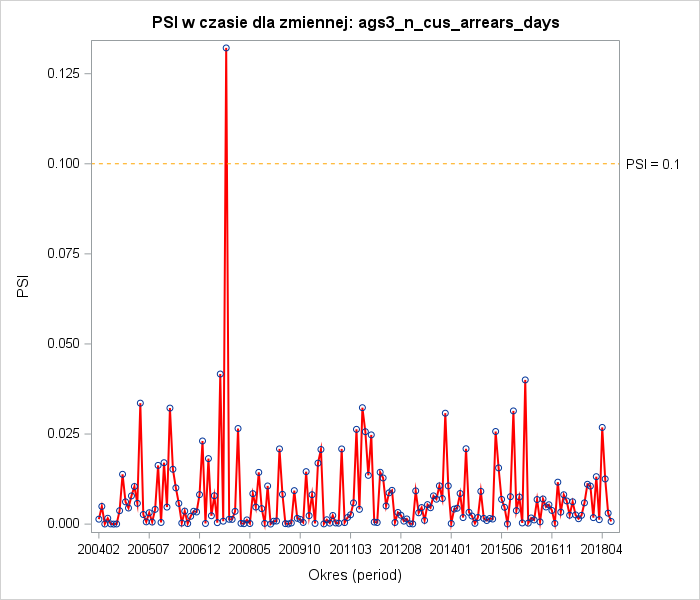 PSI w czasie dla zmiennej: ags3_n_cus_arrears_days
0.125
0.100
PSI = 0.1
0.075
PSI
0.050
0.025
0.000
200402 200507 200612 200805 200910 201103 201208 201401 201506 201611 201804
Okres (period)